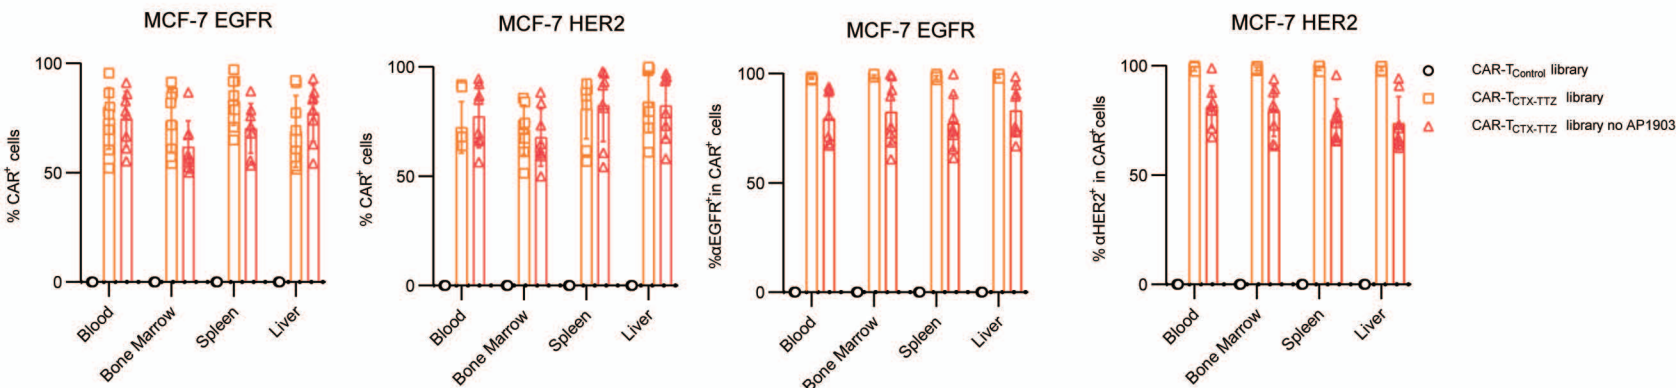 MCF-7 EGFR
% CAR⁺ cells
100
50
0
Blood
Bone Marrow
Spleen
Liver
MCF-7 HER2
% CAR⁺ cells
100
50
0
Blood
Bone Marrow
Spleen
Liver
MCF-7 EGFR
%αEGFR⁺in CAR⁺ cells
100
50
0
Blood
Bone Marrow
Spleen
Liver
MCF-7 HER2
% αHER2⁺ in CAR⁺cells
100
50
0
Blood
Bone Marrow
Spleen
Liver
CAR-TControl library
CAR-TCTX-TTZ library
CAR-TCTX-TTZ library no AP1903